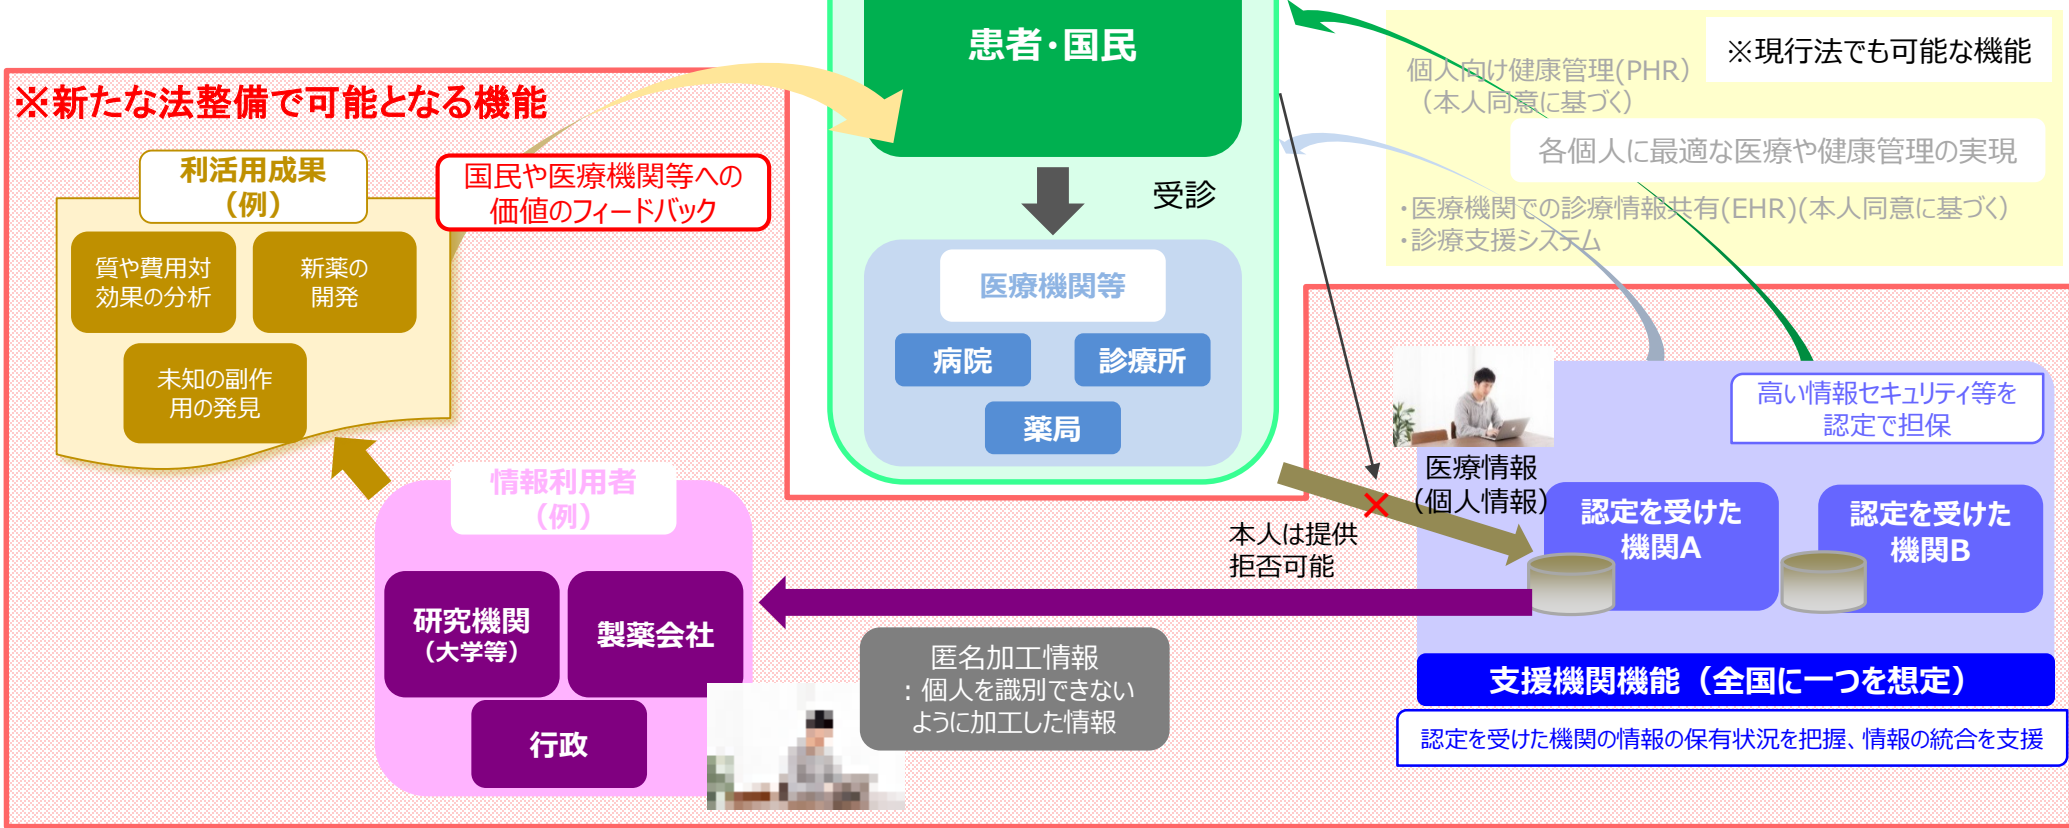 患者・国民
※現行法でも可能な機能
個人向け健康管理(PHR)
（本人同意に基づく）
各個人に最適な医療や健康管理の実現
・医療機関での診療情報共有(EHR)(本人同意に基づく)
・診療支援システム
※新たな法整備で可能となる機能
利活用成果
（例）
質や費用対
効果の分析
新薬の
開発
未知の副作
用の発見
国民や医療機関等への
価値のフィードバック
受診
医療機関等
病院
診療所
薬局
高い情報セキュリティ等を
認定で担保
医療情報
（個人情報）
本人は提供
拒否可能
認定を受けた
機関A
認定を受けた
機関B
情報利用者
（例）
研究機関
（大学等）
製薬会社
行政
匿名加工情報
：個人を識別できない
ように加工した情報
支援機関機能（全国に一つを想定）
認定を受けた機関の情報の保有状況を把握、情報の統合を支援